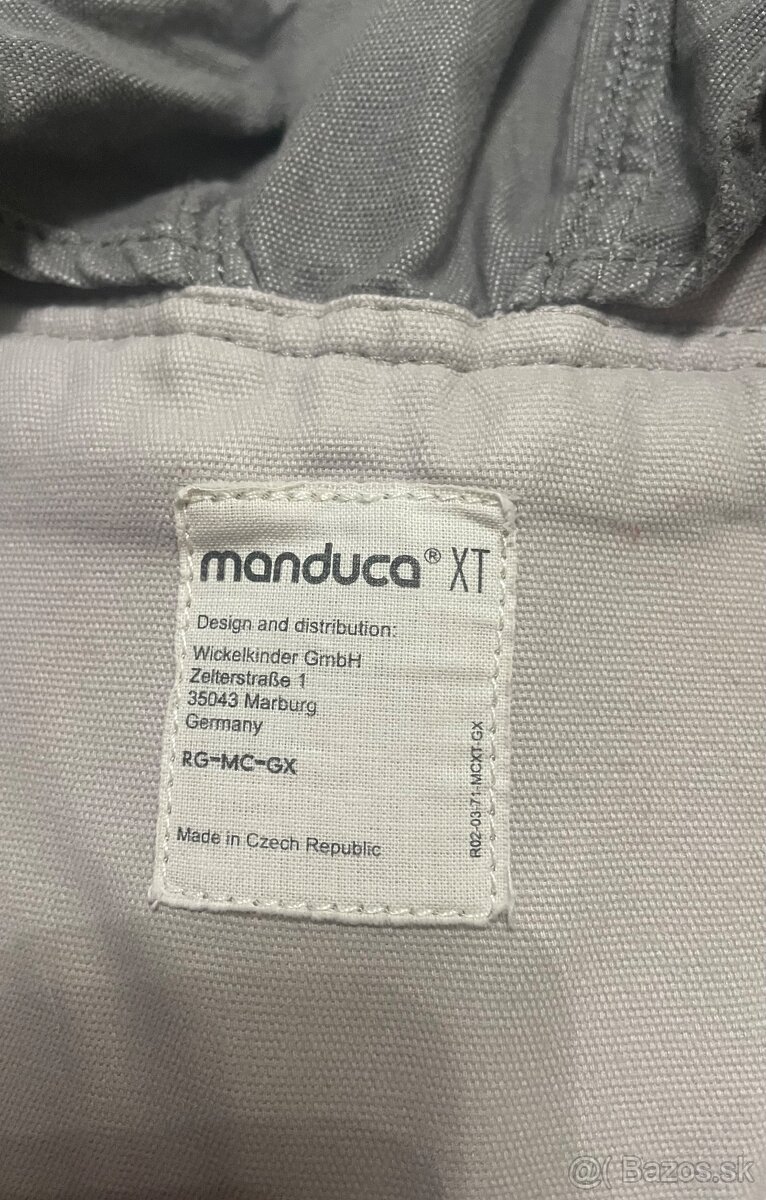 manduca® XT
Design and distribution:
Wickelkinder GmbH
Zelterstraße 1
35043 Marburg
Germany
RG-MC-GX
Made in Czech Republic
R02-03-71-MCXT-GX
@( Bazos.sk